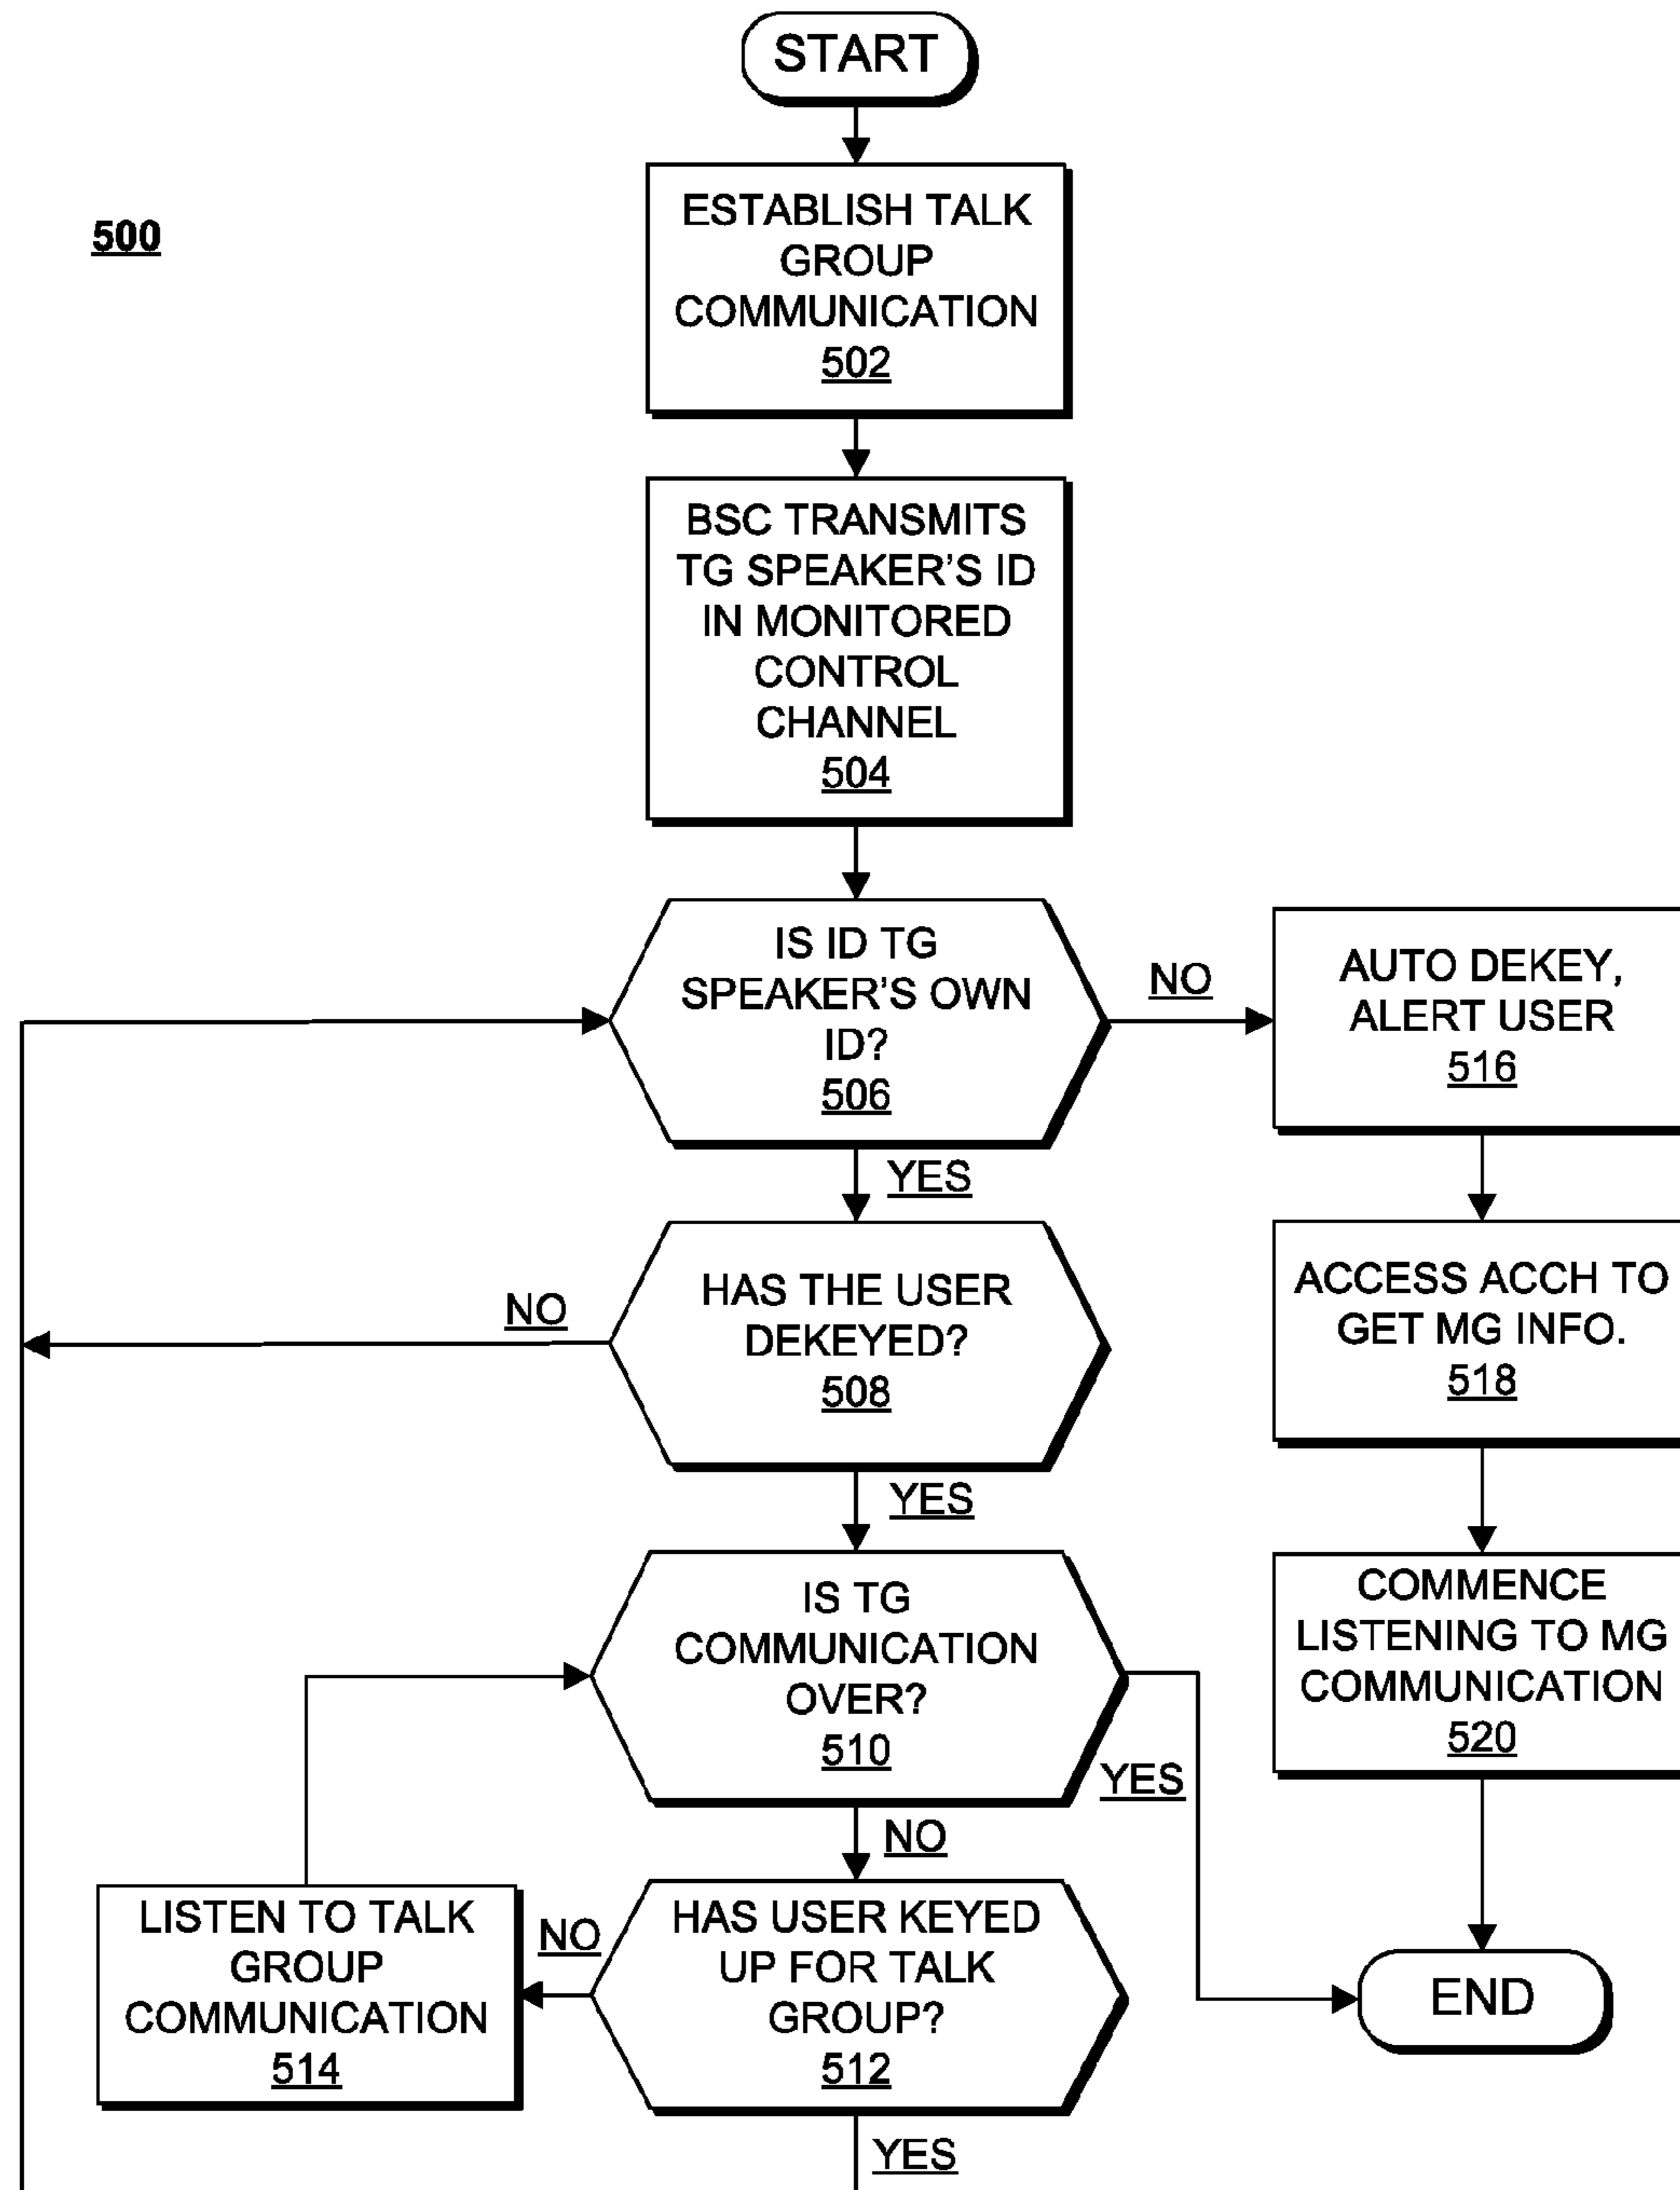 START
500
ESTABLISH TALK
GROUP
COMMUNICATION
502
BSC TRANSMITS
TG SPEAKER'S ID
IN MONITORED
CONTROL
CHANNEL
504
IS ID TG
SPEAKER'S OWN
ID?
506
NO
AUTO DEKEY,
ALERT USER
516
YES
HAS THE USER
DEKEYED?
508
NO
ACCESS ACCH TO
GET MG INFO.
518
YES
IS TG
COMMUNICATION
OVER?
510
YES
COMMENCE
LISTENING TO MG
COMMUNICATION
520
NO
HAS USER KEYED
UP FOR TALK
GROUP?
512
NO
LISTEN TO TALK
GROUP
COMMUNICATION
514
END
YES